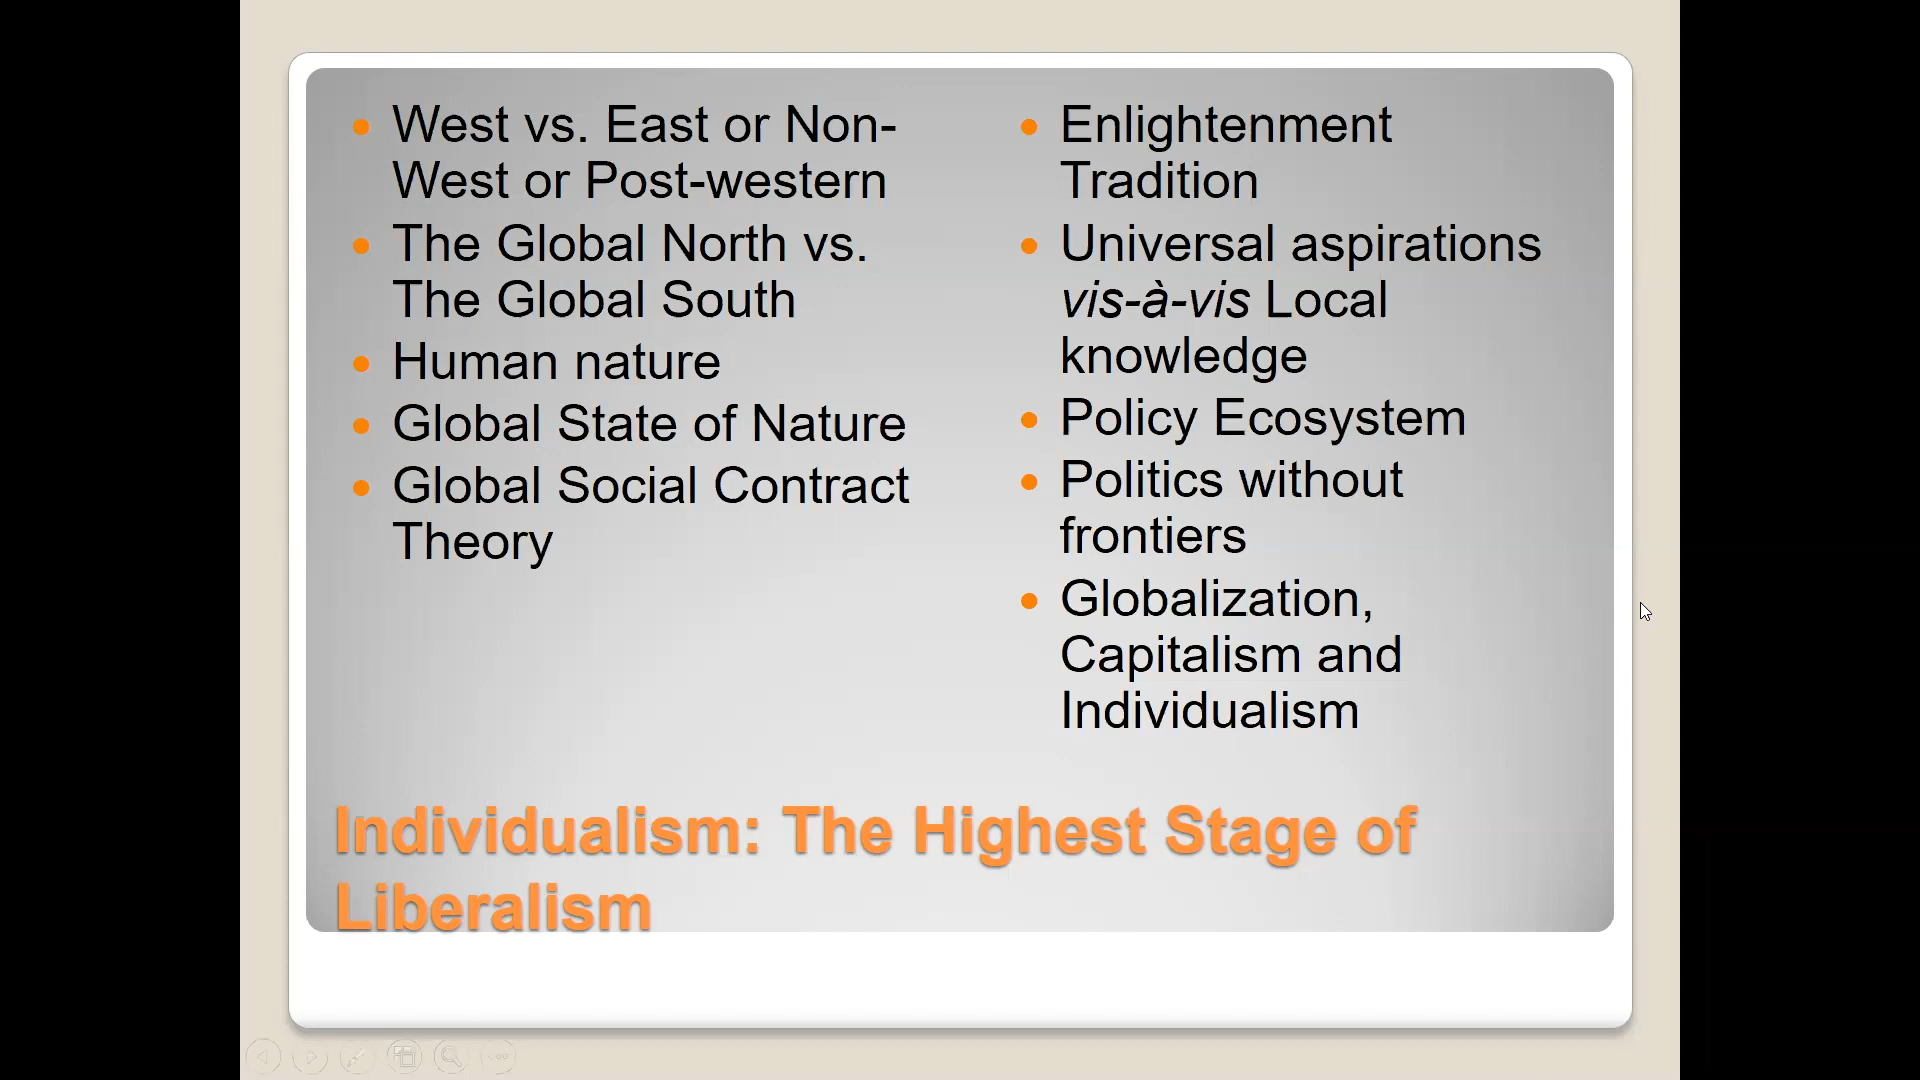 West vs. East or Non-
West or Post-western
The Global North vs.
The Global South
Human nature
Global State of Nature
Global Social Contract
Theory
Enlightenment
Tradition
Universal aspirations
vis-à-vis Local
knowledge
Policy Ecosystem
Politics without
frontiers
Globalization,
Capitalism and
Individualism
Individualism: The Highest Stage of
Liberalism